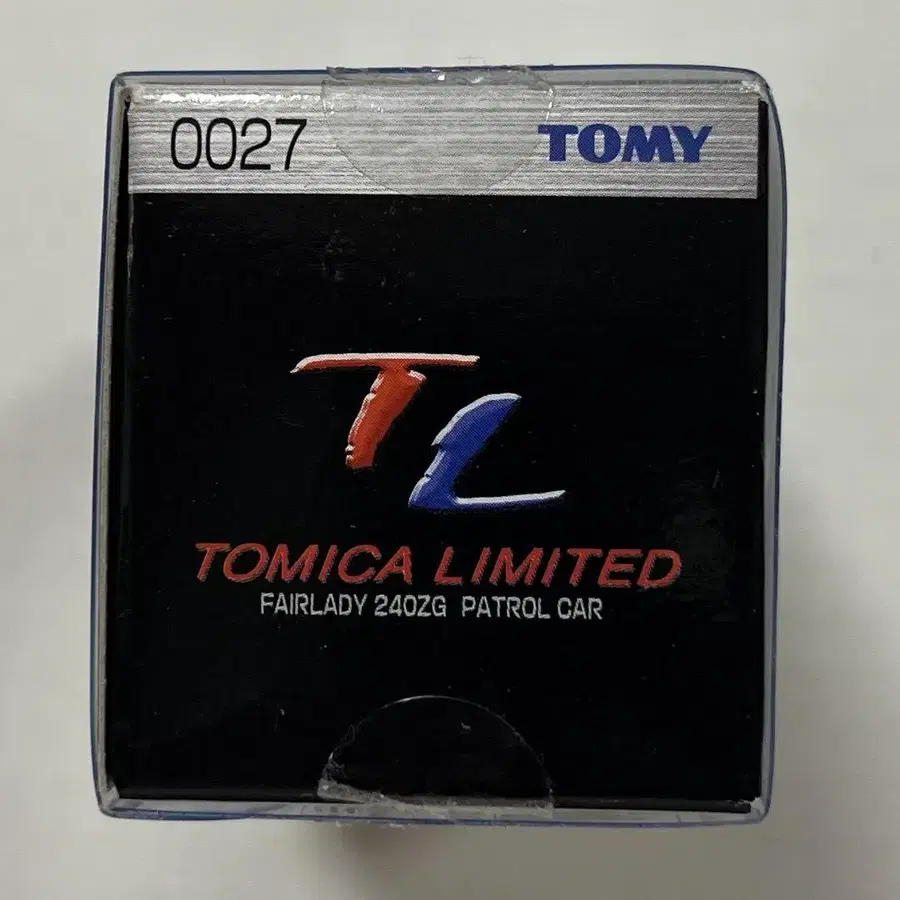 0027 TOMY
TL
TOMICA LIMITED
FAIRLADY 240ZG PATROL CAR